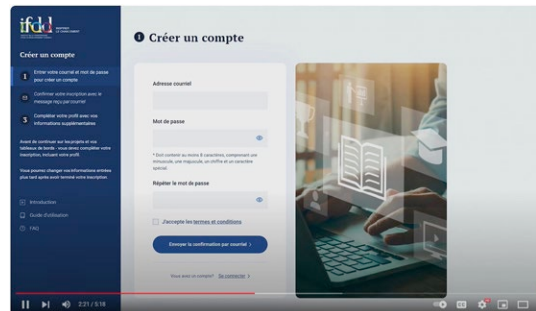 ifdd
Créer un compte
1 Entrer votre courriel et mot de passe
pour créer un compte
Confirmer votre inscription avec le
message reçu par courriel
3 Compléter votre profil avec vos
informations supplémentaires
Avant de continuer sur les projets et vos
tableaux de bords - vous devez compléter votre
inscription, incluant votre profil.
Vous pourrez changer vos informations entrées
plus tard après avoir terminé votre inscription.
Introduction
Guide d'utilisation
FAQ
1 Créer un compte
Adresse courriel
Mot de passe
* Doit contenir au moins 8 caractères, comprenant une
minuscule, une majuscule, un chiffre et un caractère
spécial.
Répéter le mot de passe
J'accepte les termes et conditions
Envoyer la confirmation par courriel >
Vous avez un compte? Se connecter >
2:21 / 5:18